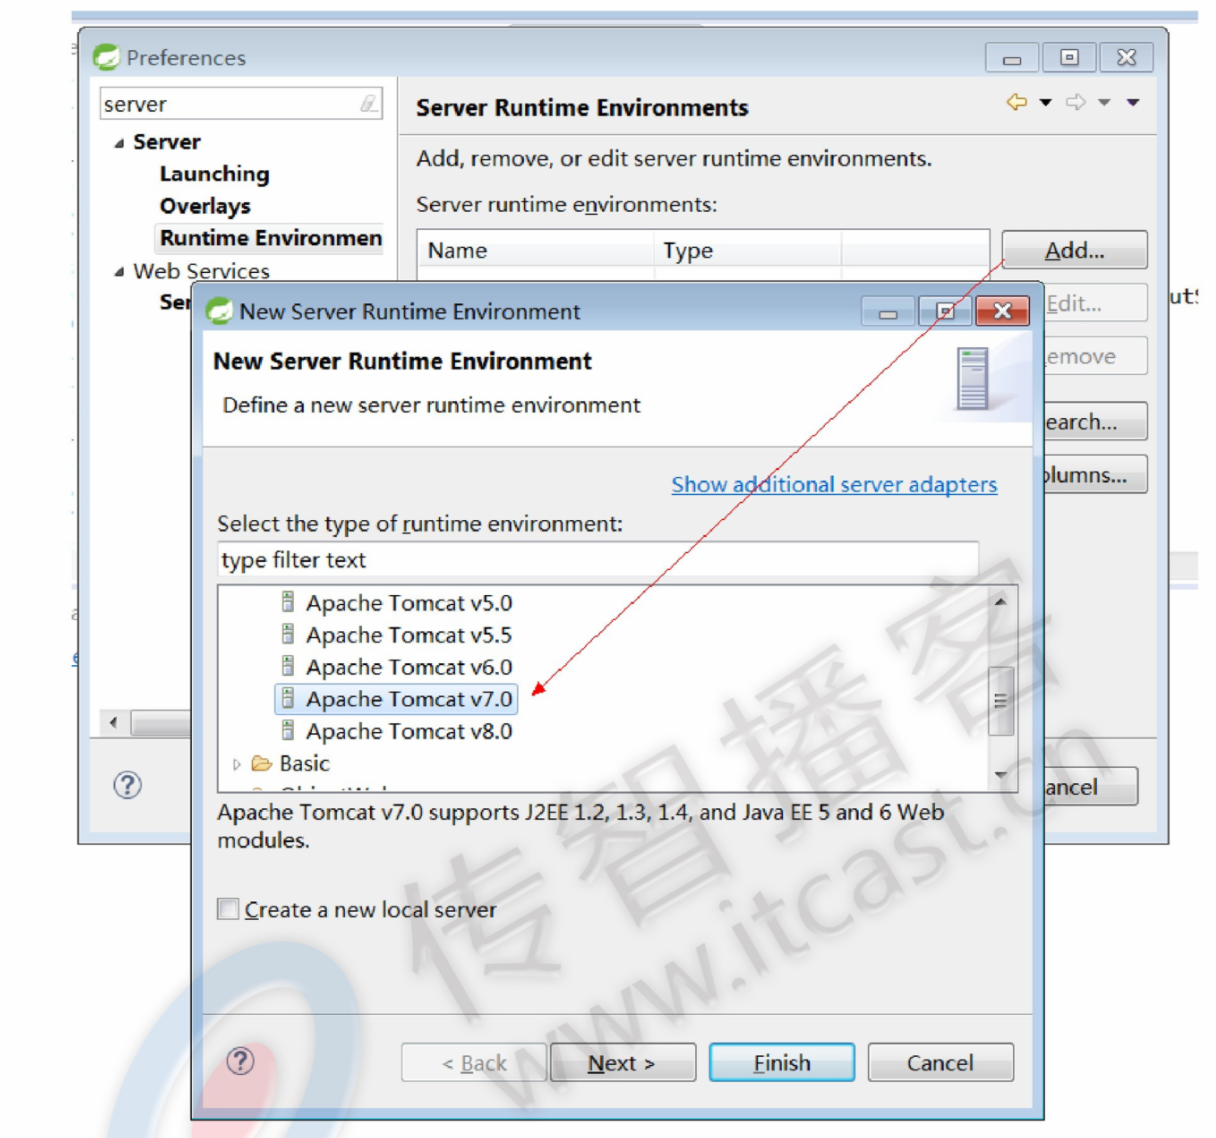 Preferences
server
Server
Launching
Overlays
Runtime Environmen
Web Services
Ser
Server Runtime Environments
Add, remove, or edit server runtime environments.
Server runtime environments:
Name Type
Add...
Edit...
emove
earch...
olumns...
ancel
New Server Runtime Environment
New Server Runtime Environment
Define a new server runtime environment
Show additional server adapters
Select the type of runtime environment:
type filter text
Apache Tomcat v5.0
Apache Tomcat v5.5
Apache Tomcat v6.0
Apache Tomcat v7.0
Apache Tomcat v8.0
Basic
Apache Tomcat v7.0 supports J2EE 1.2, 1.3, 1.4, and Java EE 5 and 6 Web
modules.
Create a new local server
< Back Next > Finish Cancel
传智播客
www.itcast.cn